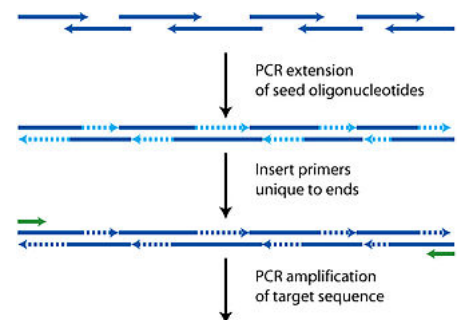 PCR extension
of seed oligonucleotides
Insert primers
unique to ends
PCR amplification
of target sequence